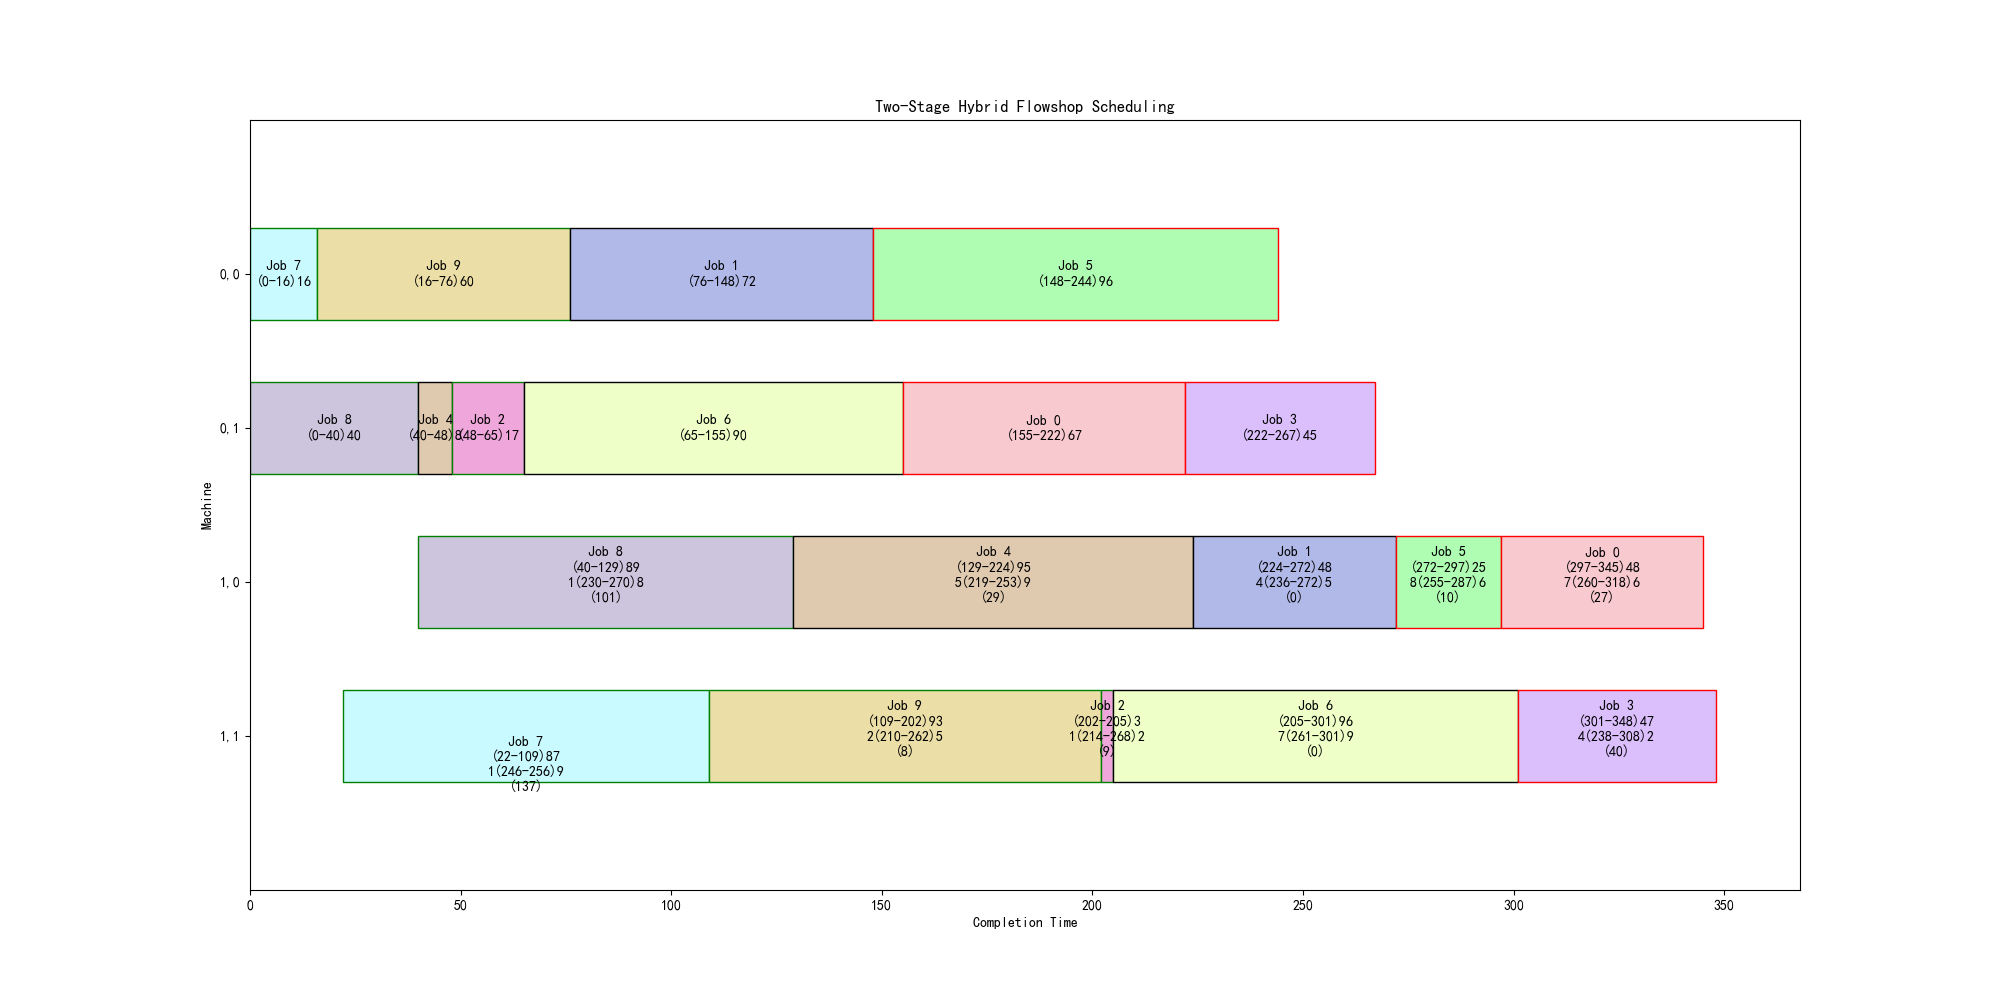 Two-Stage Hybrid Flowshop Scheduling
0,0
Job 7
(0-16)16
Job 9
(16-76)60
Job 1
(76-148)72
Job 5
(148-244)96
0,1
Job 8
(0-40)40
Job 4
(40-48)8
Job 2
(48-65)17
Job 6
(65-155)90
Job 0
(155-222)67
Job 3
(222-267)45
Machine
1,0
Job 8
(40-129)89
1(230-270)8
(101)
Job 4
(129-224)95
5(219-253)9
(29)
Job 1
(224-272)48
4(236-272)5
(0)
Job 5
(272-297)25
8(255-287)6
(10)
Job 0
(297-345)48
7(260-318)6
(27)
1,1
Job 7
(22-109)87
1(246-256)9
(137)
Job 9
(109-202)93
2(210-262)5
(8)
Job 2
(202-205)3
1(214-268)2
(9)
Job 6
(205-301)96
7(261-301)9
(0)
Job 3
(301-348)47
4(238-308)2
(40)
0
50
100
150
200
250
300
350
Completion Time